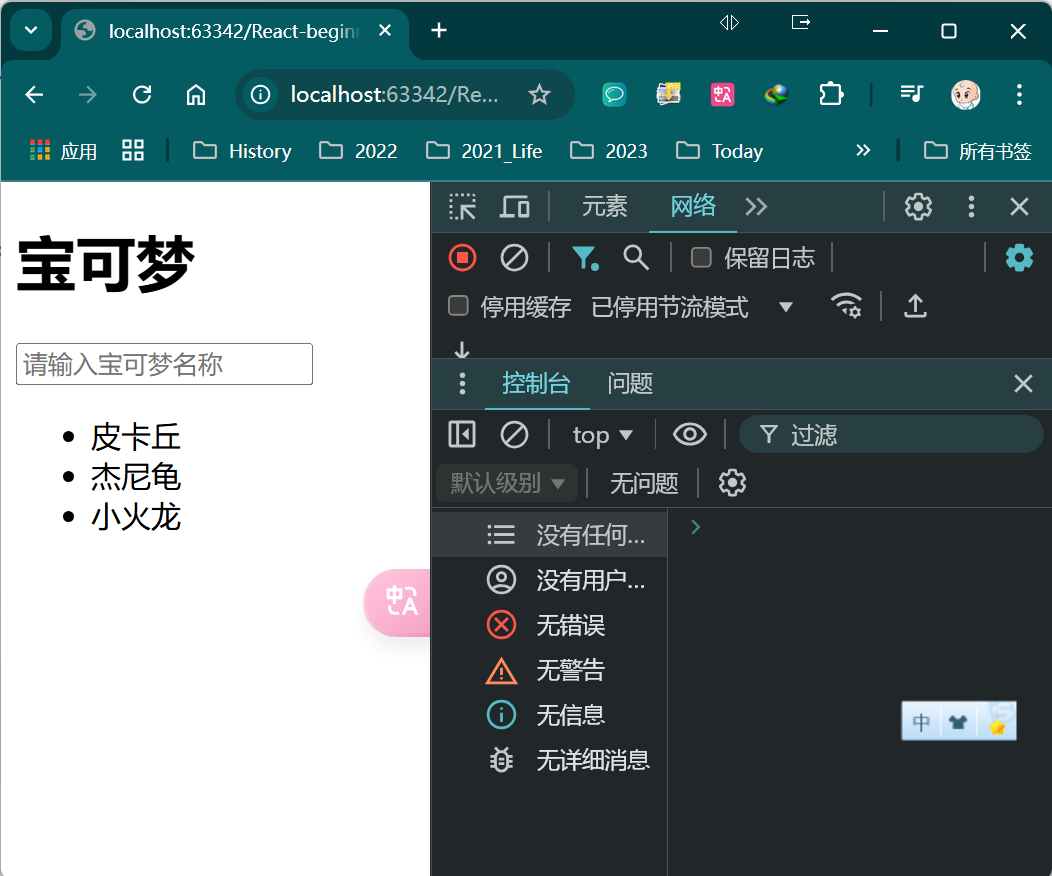 localhost:63342/React-begin
localhost:63342/Re...
应用 History 2022 2021_Life 2023 Today 所有书签
宝可梦
请输入宝可梦名称
皮卡丘
杰尼龟
小火龙
元素 网络
保留日志
停用缓存 已停用节流模式
控制台 问题
top 过滤
默认级别 无问题
没有任何...
没有用户...
无错误
无警告
无信息
无详细消息
中